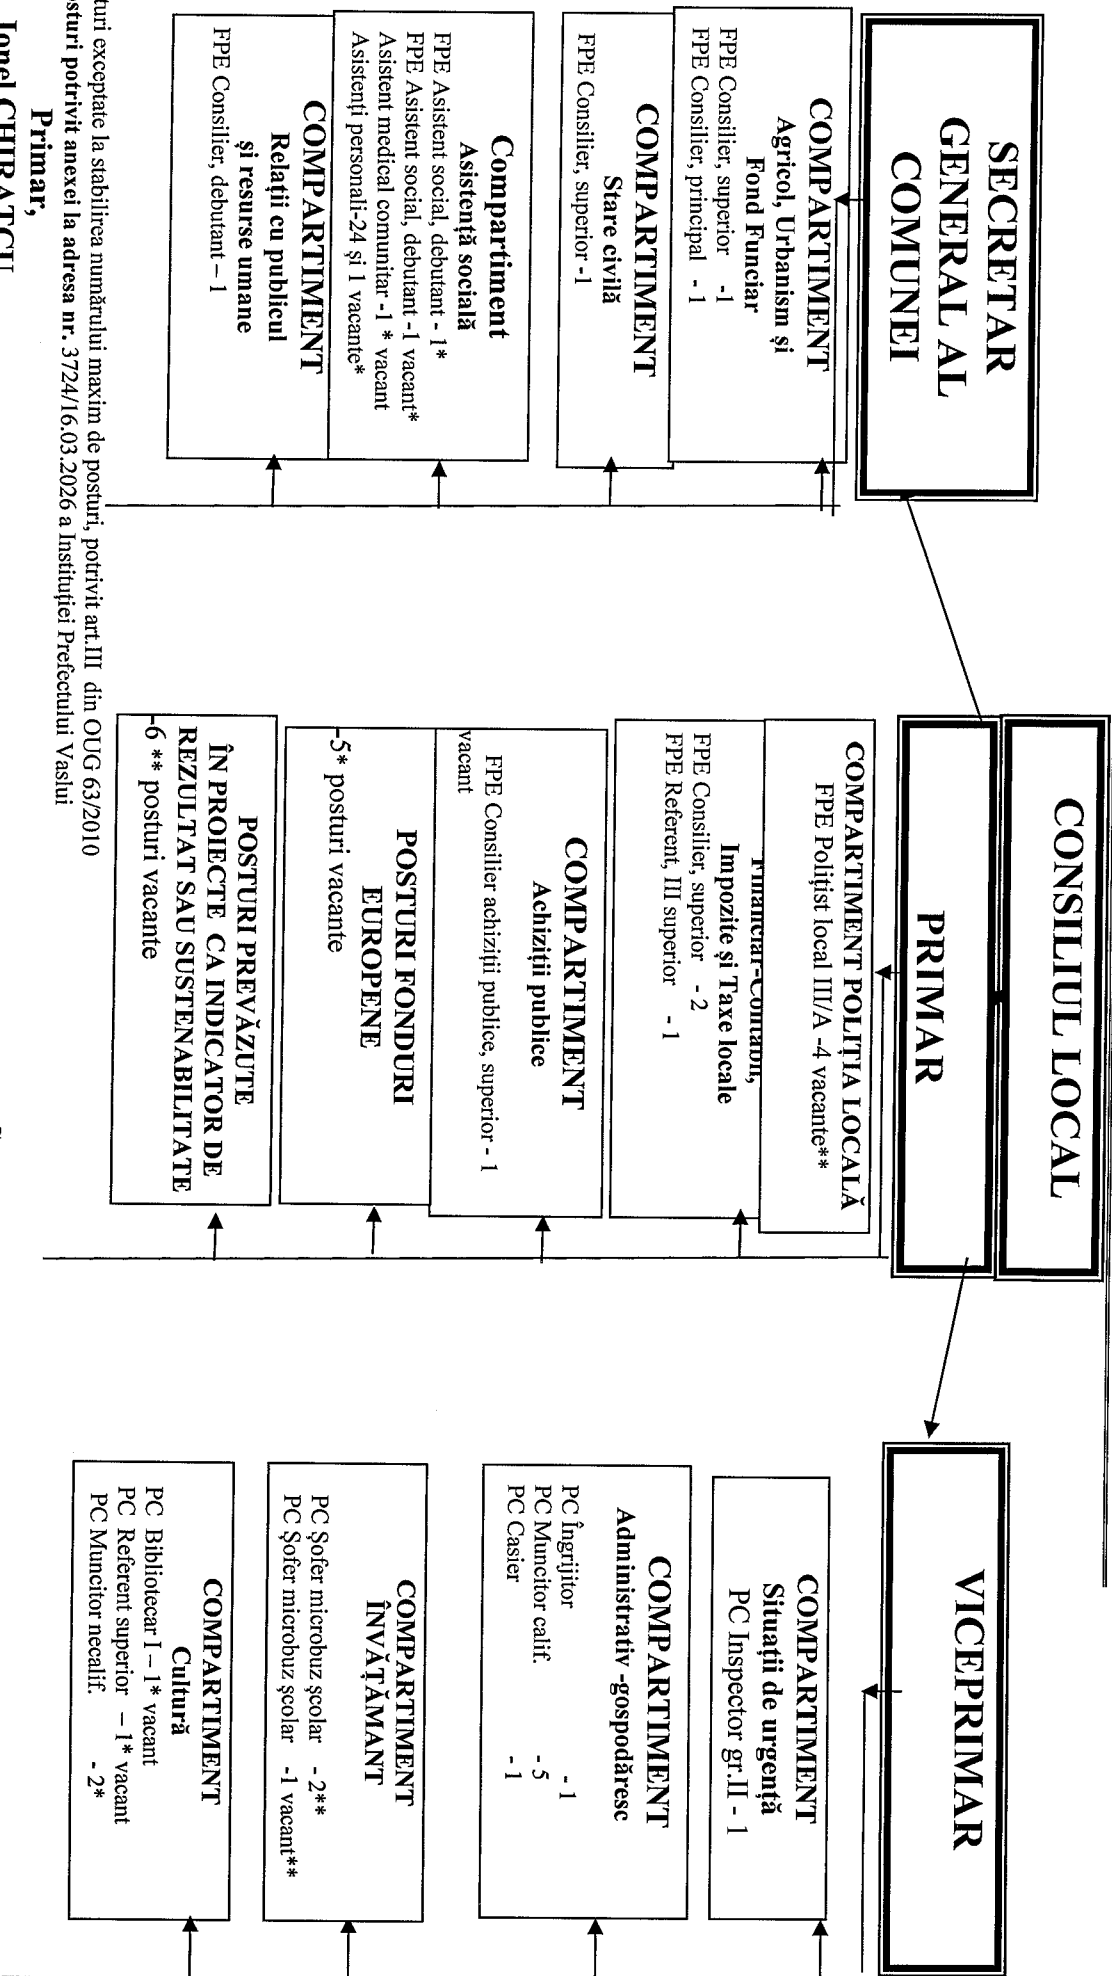 CONSILIUL LOCAL
PRIMAR
SECRETAR
GENERAL AL
COMUNEI
VICEPRIMAR
COMPARTIMENT
Agricol, Urbanism și
Fond Funciar
FPE Consilier, superior -1
FPE Consilier, principal - 1
COMPARTIMENT
Stare civilă
FPE Consilier, superior -1
Compartiment
Asistență socială
FPE Asistent social, debutant - 1*
FPE Asistent social, debutant -1 vacant*
Asistent medical comunitar -1 * vacant
Asistenți personali-24 și 1 vacante*
COMPARTIMENT
Relații cu publicul
și resurse umane
FPE Consilier, debutant – 1
COMPARTIMENT POLIȚIA LOCALĂ
FPE Polițist local III/A -4 vacante**
Financiar-Contabil,
Impozite și Taxe locale
FPE Consilier, superior - 2
FPE Referent, III superior - 1
COMPARTIMENT
Achiziții publice
FPE Consilier achiziții publice, superior - 1
vacant
POSTURI FONDURI
EUROPENE
-5* posturi vacante
POSTURI PREVĂZUTE
ÎN PROIECTE CA INDICATOR DE
REZULTAT SAU SUSTENABILITATE
-6 ** posturi vacante
COMPARTIMENT
Situații de urgență
PC Inspector gr.II - 1
COMPARTIMENT
Administrativ -gospodăresc
PC Îngrijitor - 1
PC Muncitor calif. - 5
PC Casier - 1
COMPARTIMENT
ÎNVĂȚĂMANT
PC Șofer microbuz școlar - 2**
PC Șofer microbuz școlar -1 vacant**
COMPARTIMENT
Cultură
PC Bibliotecar I – 1* vacant
PC Referent superior – 1* vacant
PC Muncitor necalif. - 2*
turi exceptate la stabilirea numărului maxim de posturi, potrivit art.III din OUG 63/2010
osturi potrivit anexei la adresa nr. 3724/16.03.2026 a Instituției Prefectului Vaslui
Primar,
Ionel CHIRAȚCU